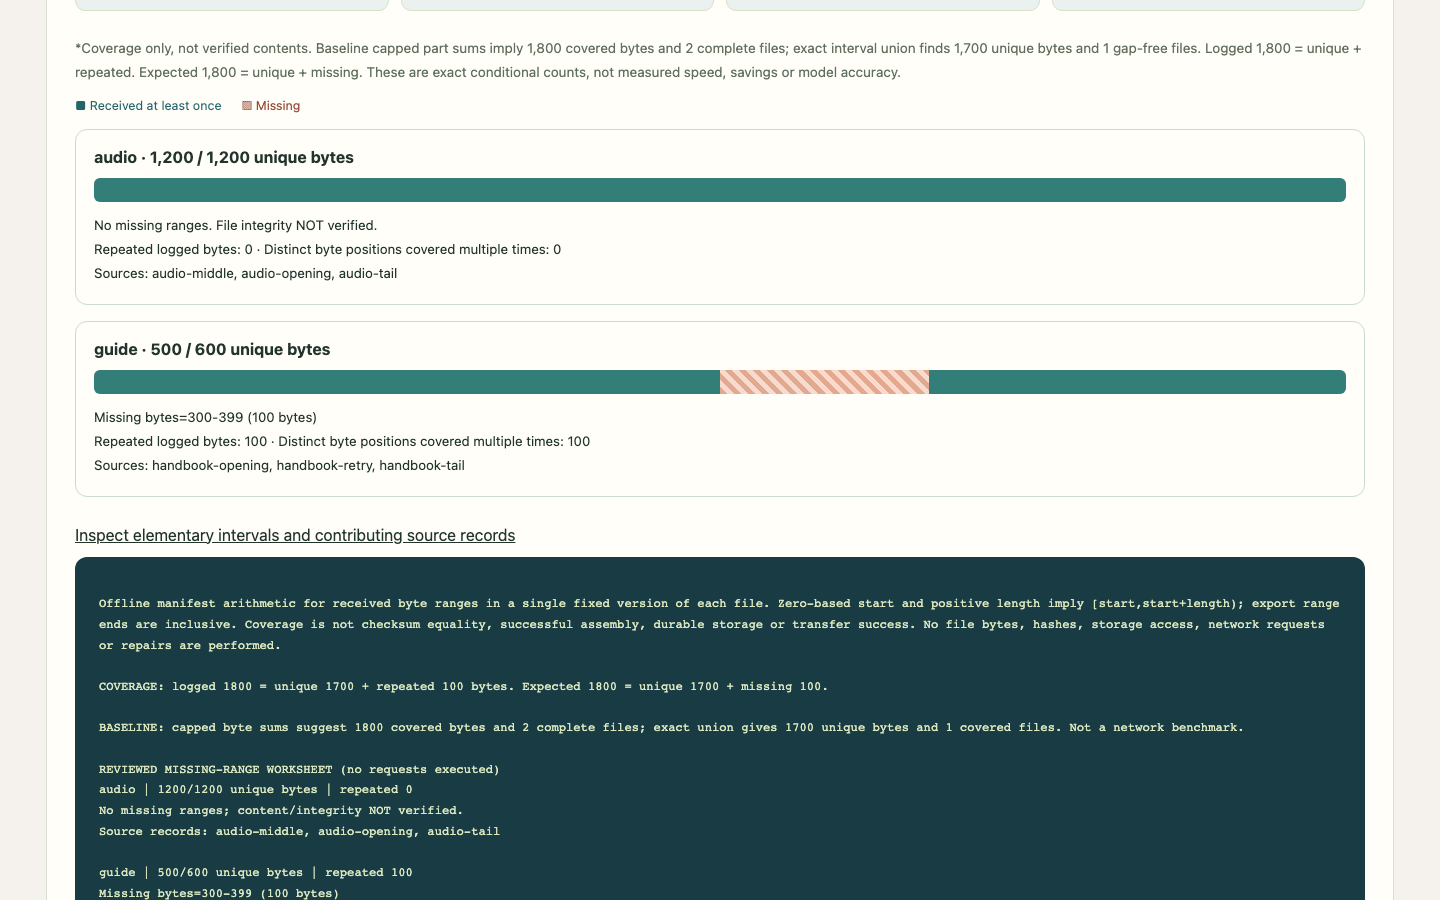 *Coverage only, not verified contents. Baseline capped part sums imply 1,800 covered bytes and 2 complete files; exact interval union finds 1,700 unique bytes and 1 gap-free files. Logged 1,800 = unique +
repeated. Expected 1,800 = unique + missing. These are exact conditional counts, not measured speed, savings or model accuracy.
Received at least once Missing
audio · 1,200 / 1,200 unique bytes
No missing ranges. File integrity NOT verified.
Repeated logged bytes: 0 · Distinct byte positions covered multiple times: 0
Sources: audio-middle, audio-opening, audio-tail
guide · 500 / 600 unique bytes
Missing bytes=300-399 (100 bytes)
Repeated logged bytes: 100 · Distinct byte positions covered multiple times: 100
Sources: handbook-opening, handbook-retry, handbook-tail
Inspect elementary intervals and contributing source records
Offline manifest arithmetic for received byte ranges in a single fixed version of each file. Zero-based start and positive length imply [start,start+length); export range
ends are inclusive. Coverage is not checksum equality, successful assembly, durable storage or transfer success. No file bytes, hashes, storage access, network requests
or repairs are performed.
COVERAGE: logged 1800 = unique 1700 + repeated 100 bytes. Expected 1800 = unique 1700 + missing 100.
BASELINE: capped byte sums suggest 1800 covered bytes and 2 complete files; exact union gives 1700 unique bytes and 1 covered files. Not a network benchmark.
REVIEWED MISSING-RANGE WORKSHEET (no requests executed)
audio | 1200/1200 unique bytes | repeated 0
No missing ranges; content/integrity NOT verified.
Source records: audio-middle, audio-opening, audio-tail
guide | 500/600 unique bytes | repeated 100
Missing bytes=300-399 (100 bytes)